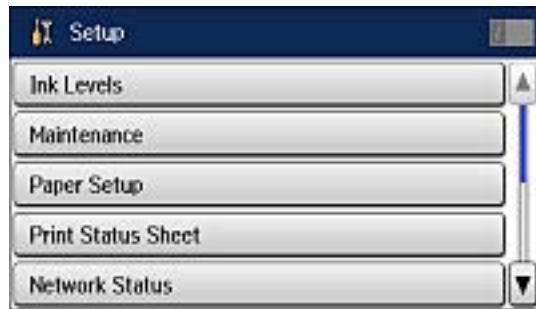 Setup
Ink Levels
Maintenance
Paper Setup
Print Status Sheet
Network Status